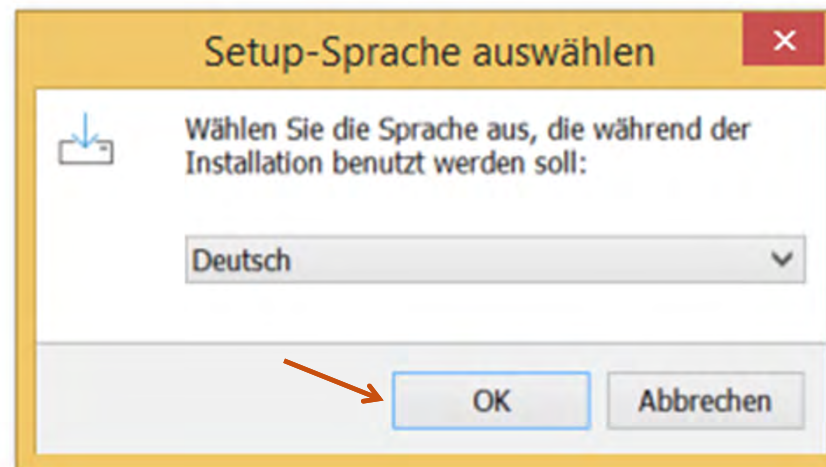 Setup-Sprache auswählen
Wählen Sie die Sprache aus, die während der
Installation benutzt werden soll:
Deutsch
OK
Abbrechen